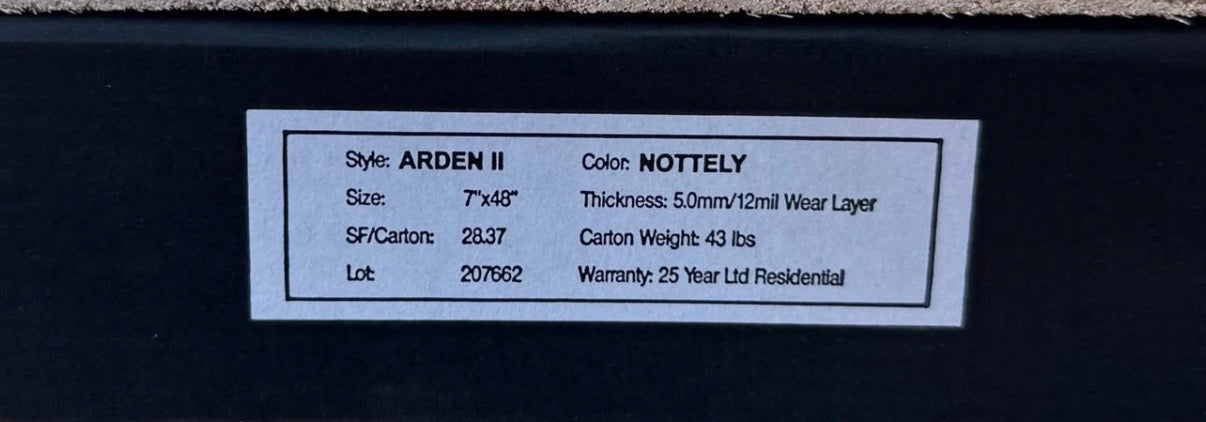 Style: ARDEN II Color: NOTTELY
Size: 7"x48" Thickness: 5.0mm/12mil Wear Layer
SF/Carton: 28.37 Carton Weight: 43 lbs
Lot: 207662 Warranty: 25 Year Ltd Residential